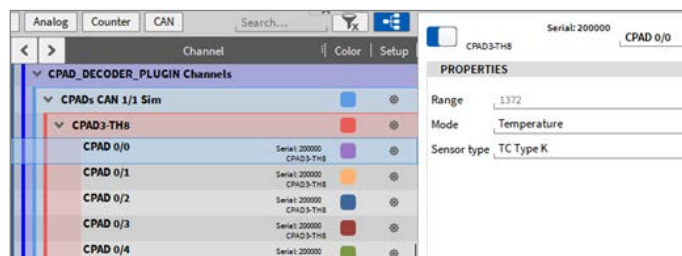 Analog Counter CAN Search...
Channel Color Setup
CPAD_DECODER_PLUGIN Channels
CPADs CAN 1/1 Sim
CPAD3-TH8
CPAD 0/0 Serial: 200000
CPAD3-TH8
CPAD 0/1 Serial: 200000
CPAD3-TH8
CPAD 0/2 Serial: 200000
CPAD3-TH8
CPAD 0/3 Serial: 200000
CPAD3-TH8
CPAD 0/4 Serial: 200000
CPAD3-TH8 Serial: 200000 CPAD 0/0
PROPERTIES
Range 1372
Mode Temperature
Sensor type TC Type K